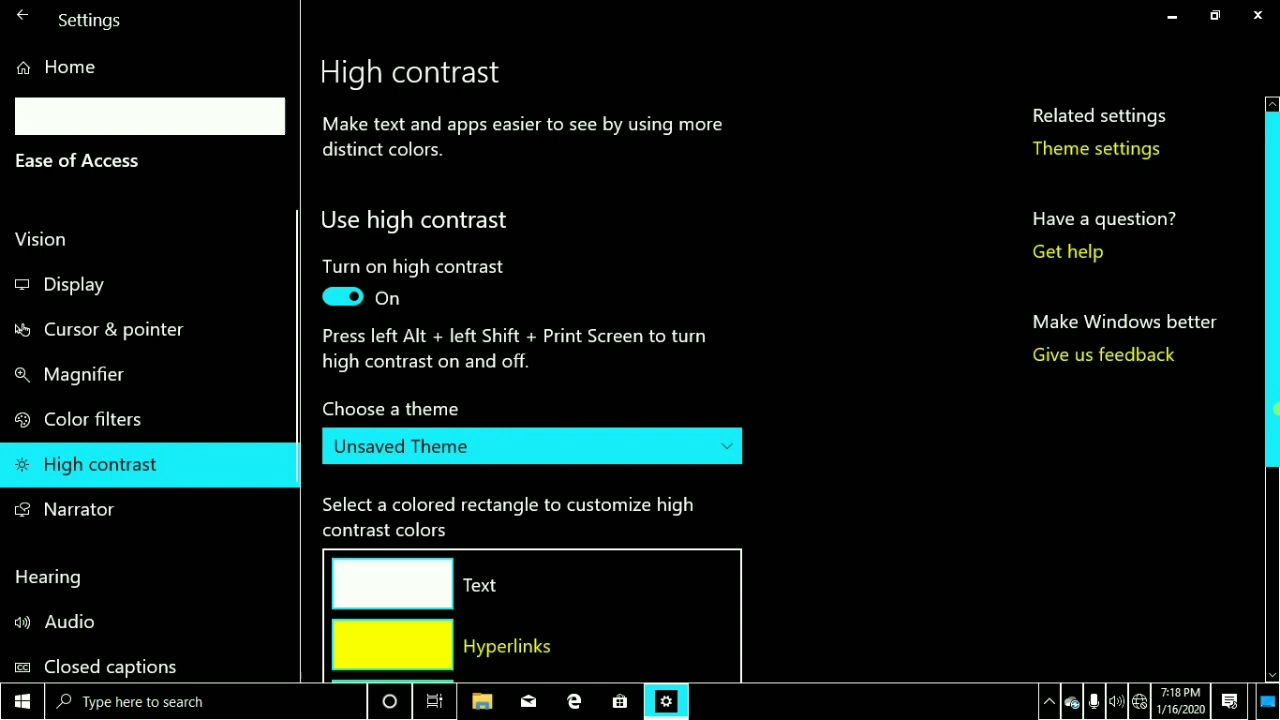 Settings
Home
Ease of Access
Vision
Display
Cursor & pointer
Magnifier
Color filters
High contrast
Narrator
Hearing
Audio
Closed captions
High contrast
Make text and apps easier to see by using more
distinct colors.
Use high contrast
Turn on high contrast
On
Press left Alt + left Shift + Print Screen to turn
high contrast on and off.
Choose a theme
Unsaved Theme
Select a colored rectangle to customize high
contrast colors
Text
Hyperlinks
Related settings
Theme settings
Have a question?
Get help
Make Windows better
Give us feedback
Type here to search
7:18 PM
1/16/2020